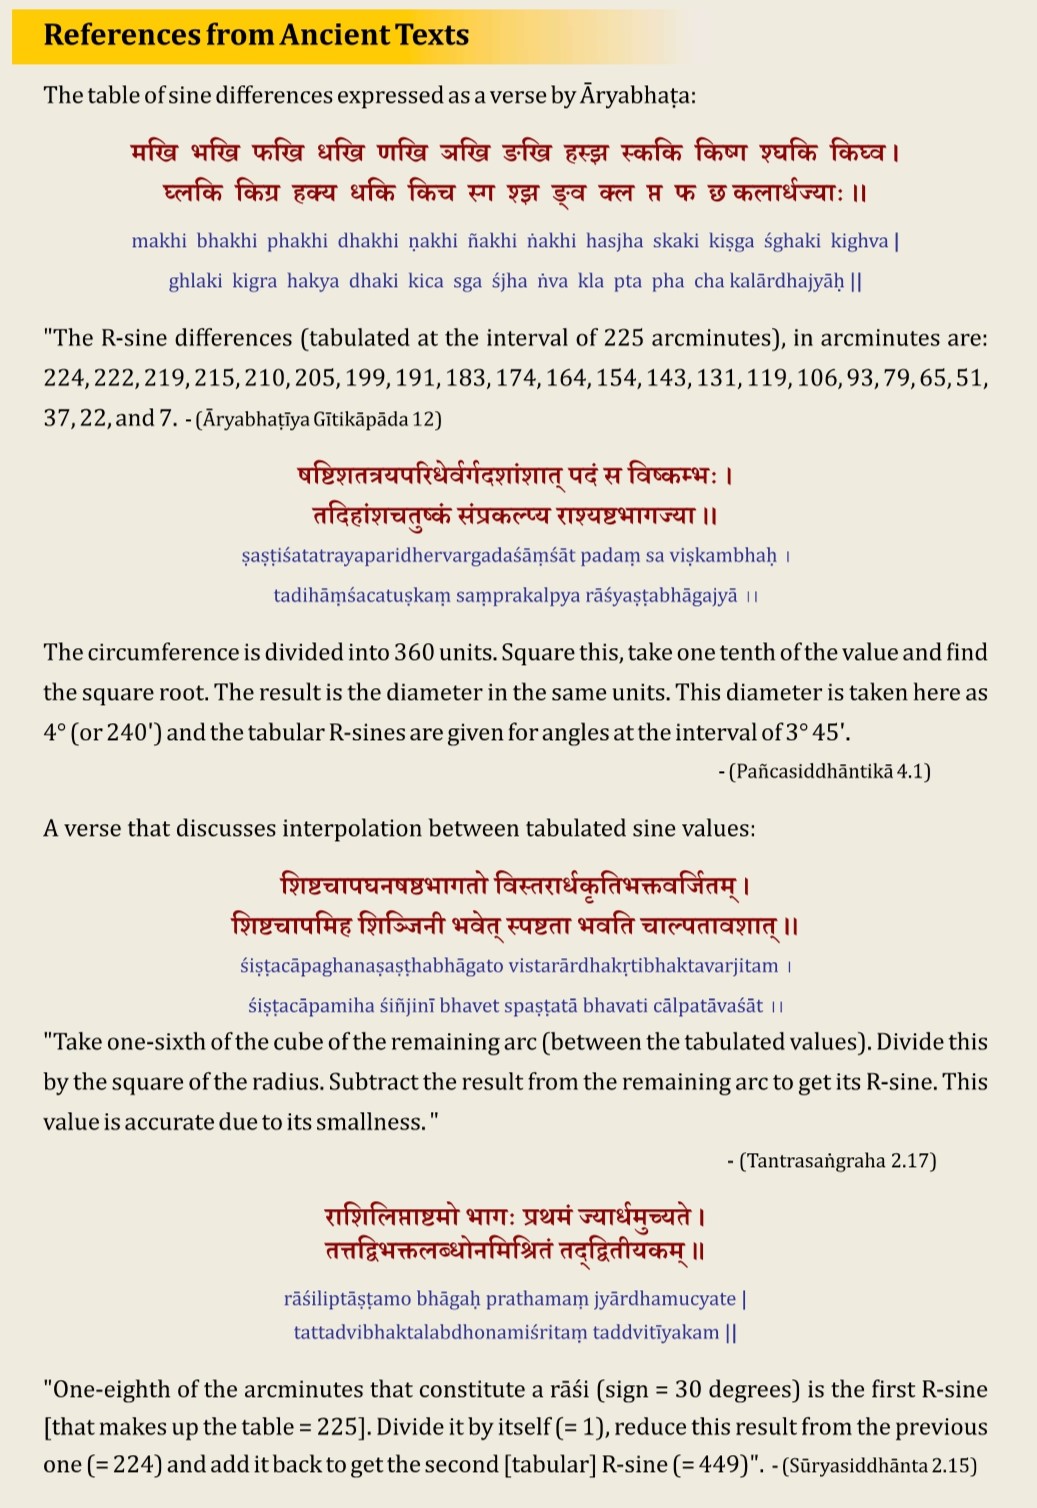 References from Ancient Texts
The table of sine differences expressed as a verse by Āryabhaṭa:
मखि भखि फखि धखि णखि ञखि ङखि हस्झ स्ककि किष्ग श्घकि किघ्व।
घ्लकि किग्र हक्य धकि किच स्ग श्झ ङ्व क्ल प्त फ छ कलार्धज्याः॥
makhi bhakhi phakhi dhakhi ṇakhi ñakhi ṅakhi hasjha skaki kiṣga śghaki kighva |
ghlaki kigra hakya dhaki kica sga śjha ṅva kla pta pha cha kalārdhajyāḥ ||
"The R-sine differences (tabulated at the interval of 225 arcminutes), in arcminutes are:
224, 222, 219, 215, 210, 205, 199, 191, 183, 174, 164, 154, 143, 131, 119, 106, 93, 79, 65, 51,
37, 22, and 7. - (Āryabhaṭīya Gītikāpāda 12)
षष्टिशतत्रयपरिधेर्वर्गदशांशात् पदं स विष्कम्भः।
तदिहांशचतुष्कं संप्रकल्प्य राश्यष्टभागज्या॥
ṣaṣṭiśatatrayaparidhervargadaśāṃśāt padaṃ sa viṣkambhaḥ ।
tadihāṃśacatuṣkaṃ saṃprakalpya rāśyaṣṭabhāgajyā ।।
The circumference is divided into 360 units. Square this, take one tenth of the value and find
the square root. The result is the diameter in the same units. This diameter is taken here as
4° (or 240') and the tabular R-sines are given for angles at the interval of 3° 45'.
- (Pañcasiddhāntikā 4.1)
A verse that discusses interpolation between tabulated sine values:
शिष्टचापघनषष्ठभागतो विस्तरार्धकृतिभक्तवर्जितम्।
शिष्टचापमिह शिञ्जिनी भवेत् स्पष्टता भवति चाल्पतावशात्॥
śiṣṭacāpaghanaṣaṣṭhabhāgato vistarārdhakṛtibhaktavarjitam ।
śiṣṭacāpamiha śiñjinī bhavet spaṣṭatā bhavati cālpatāvaśāt ।।
"Take one-sixth of the cube of the remaining arc (between the tabulated values). Divide this
by the square of the radius. Subtract the result from the remaining arc to get its R-sine. This
value is accurate due to its smallness. "
- (Tantrasaṅgraha 2.17)
राशिलिप्ताष्टमो भागः प्रथमं ज्यार्धमुच्यते।
तत्तद्विभक्तलब्धोनमिश्रितं तद्द्वितीयकम्॥
rāśiliptāṣṭamo bhāgaḥ prathamaṃ jyārdhamucyate |
tattadvibhaktalabdhonamiśritaṃ taddvitīyakam ||
"One-eighth of the arcminutes that constitute a rāśi (sign = 30 degrees) is the first R-sine
[that makes up the table = 225]. Divide it by itself (= 1), reduce this result from the previous
one (= 224) and add it back to get the second [tabular] R-sine (= 449)". - (Sūryasiddhānta 2.15)